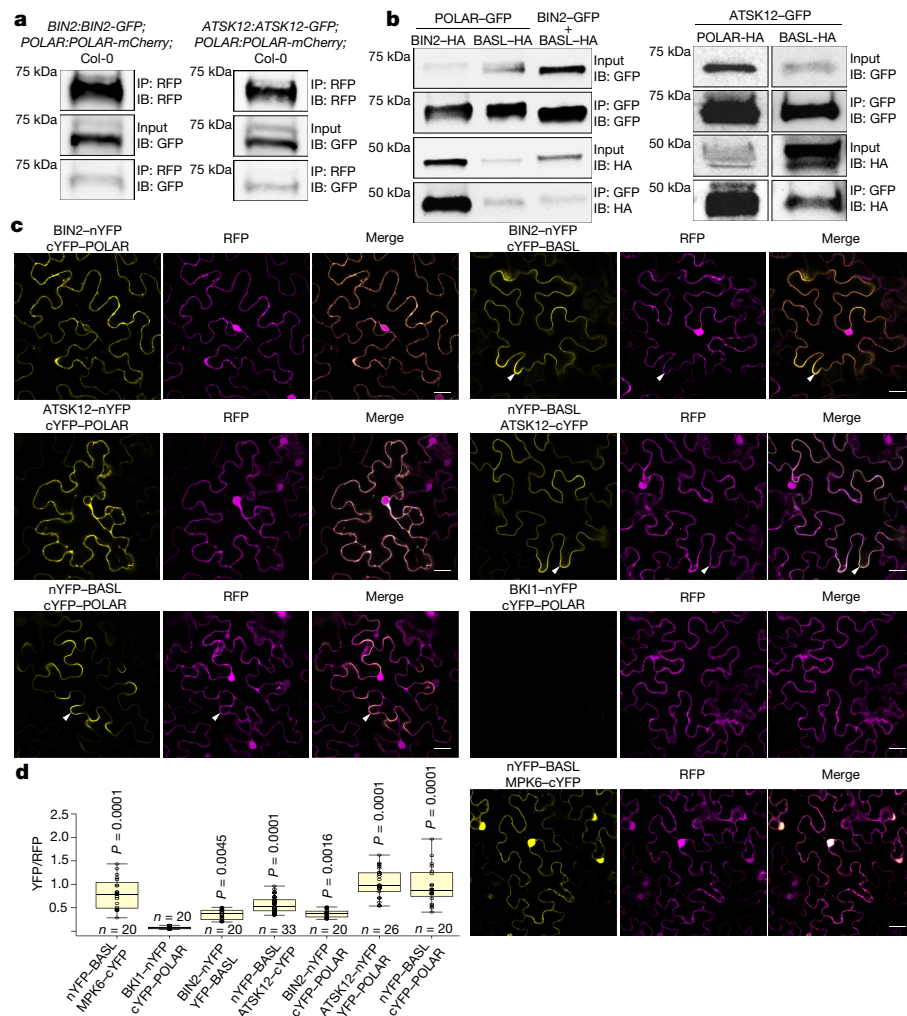 a
BIN2:BIN2-GFP;
POLAR:POLAR-mCherry;
Col-0
75 kDa
IP: RFP
IB: RFP
75 kDa
Input
IB: GFP
75 kDa
IP: RFP
IB: GFP
ATSK12:ATSK12-GFP;
POLAR:POLAR-mCherry;
Col-0
75 kDa
IP: RFP
IB: RFP
75 kDa
Input
IB: GFP
75 kDa
IP: RFP
IB: GFP
b
POLAR–GFP
BIN2–HA BASL–HA
BIN2–GFP
+
BASL–HA
75 kDa
Input
IB: GFP
75 kDa
IP: GFP
IB: GFP
50 kDa
Input
IB: HA
50 kDa
IP: GFP
IB: HA
ATSK12–GFP
POLAR-HA BASL-HA
75 kDa
Input
IB: GFP
75 kDa
IP: GFP
IB: GFP
50 kDa
Input
IB: HA
50 kDa
IP: GFP
IB: HA
c
BIN2–nYFP
cYFP–POLAR
RFP
Merge
BIN2–nYFP
cYFP–BASL
RFP
Merge
ATSK12–nYFP
cYFP–POLAR
RFP
Merge
nYFP–BASL
ATSK12–cYFP
RFP
Merge
nYFP–BASL
cYFP–POLAR
RFP
Merge
BKI1–nYFP
cYFP–POLAR
RFP
Merge
nYFP–BASL
MPK6–cYFP
RFP
Merge
d
YFP/RFP
2.5
2.0
1.5
1.0
0.5
P = 0.0001
P = 0.0045
P = 0.0001
P = 0.0016
P = 0.0001
P = 0.0001
n = 20
n = 20
n = 20
n = 33
n = 20
n = 26
n = 20
nYFP–BASL
MPK6–cYFP
BKI1–nYFP
cYFP–POLAR
BIN2–nYFP
YFP–BASL
nYFP–BASL
ATSK12–cYFP
BIN2–nYFP
cYFP–POLAR
ATSK12–nYFP
YFP–POLAR
nYFP–BASL
cYFP–POLAR